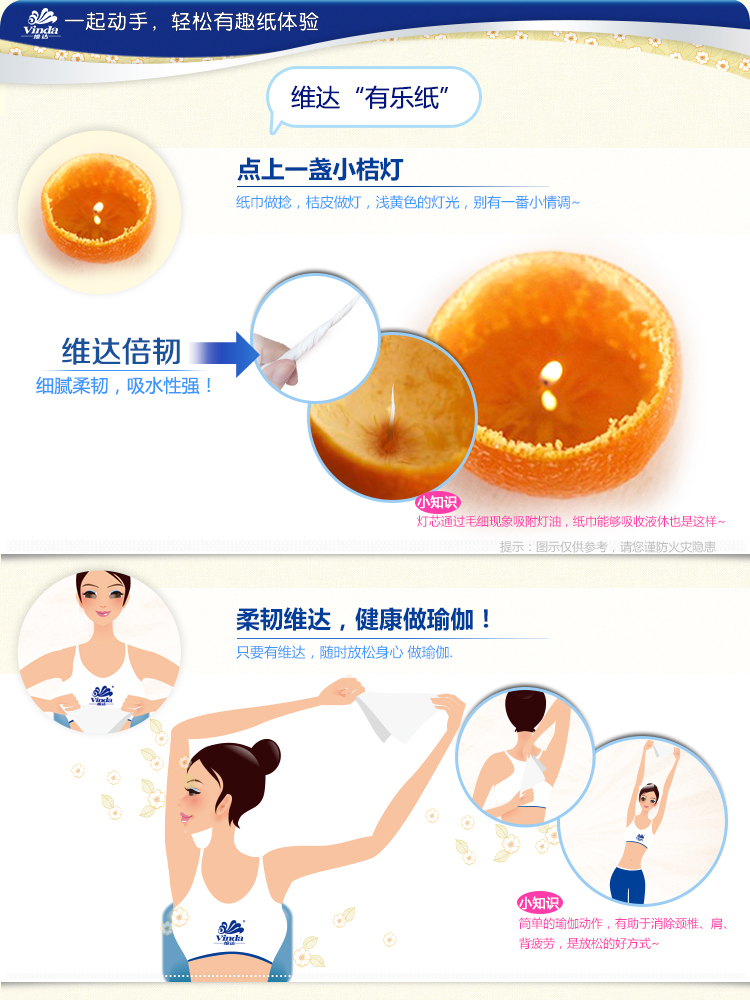 Vinda
维达
一起动手，轻松有趣纸体验
维达“有乐纸”
点上一盏小桔灯
纸巾做捻，桔皮做灯，浅黄色的灯光，别有一番小情调~
维达倍韧
细腻柔韧，吸水性强！
小知识
灯芯通过毛细现象吸附灯油，纸巾能够吸收液体也是这样~
提示：图示仅供参考，请您谨防火灾隐患
柔韧维达，健康做瑜伽！
只要有维达，随时放松身心 做瑜伽.
Vinda
维达
小知识
简单的瑜伽动作，有助于消除颈椎、肩、
背疲劳，是放松的好方式~
Vinda
维达